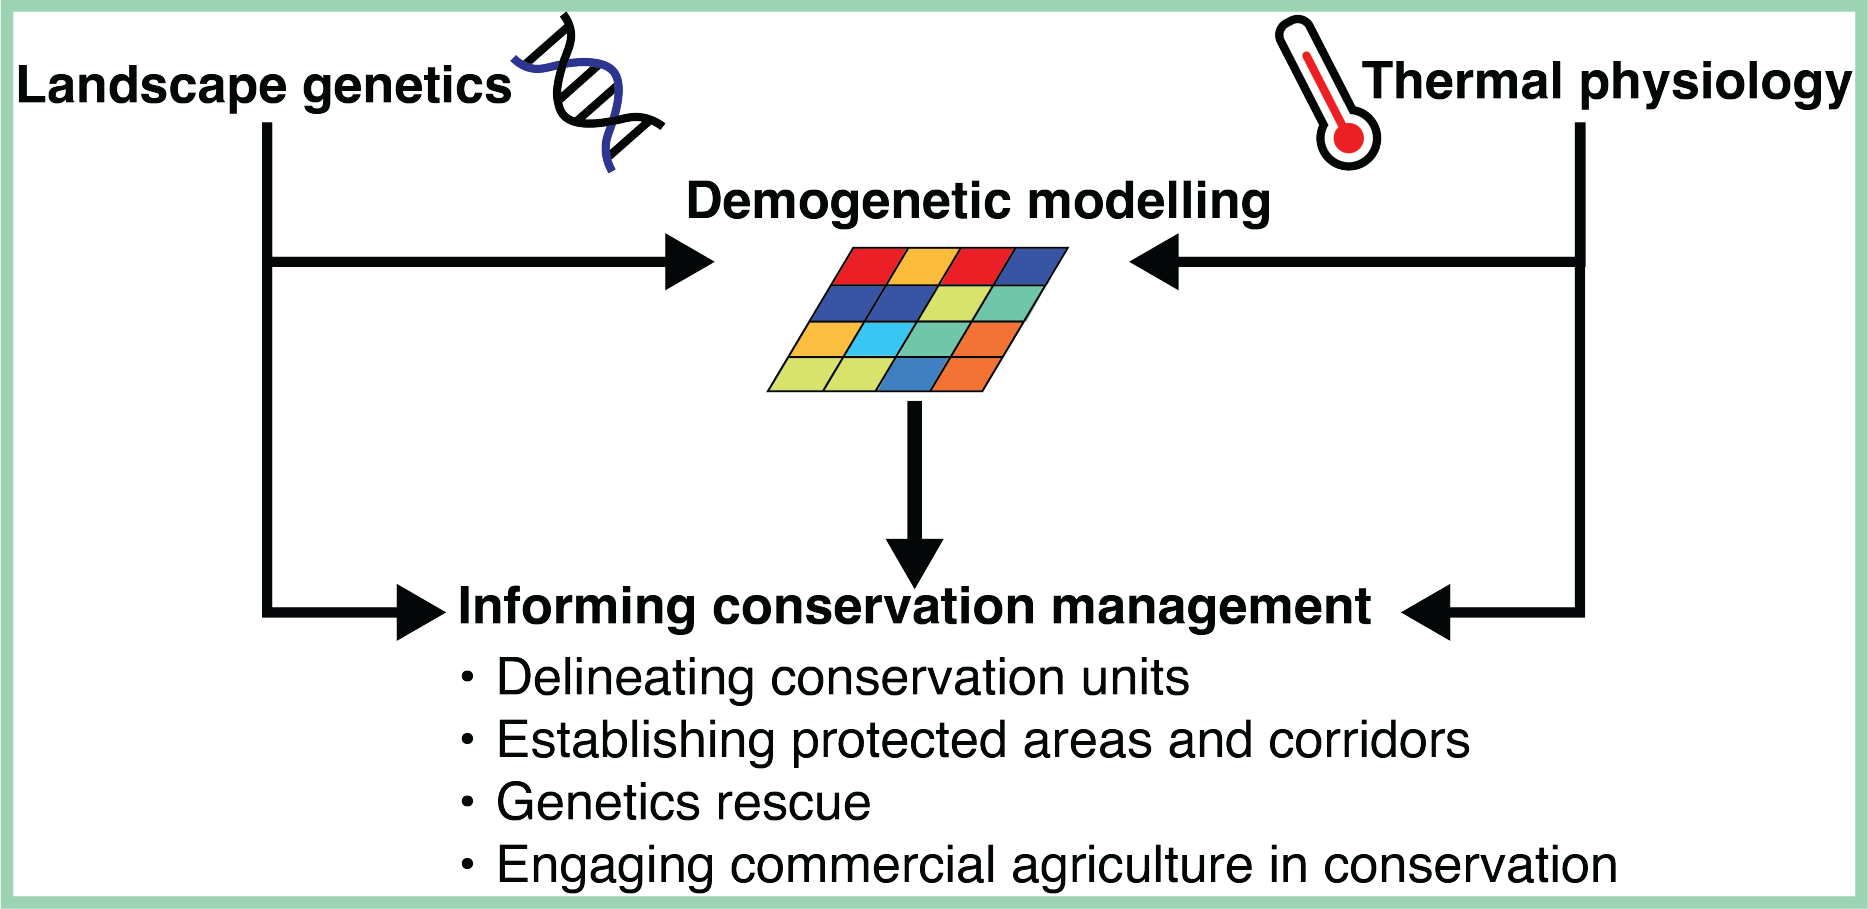 Landscape genetics
Thermal physiology
Demogenetic modelling
Informing conservation management
• Delineating conservation units
• Establishing protected areas and corridors
• Genetics rescue
• Engaging commercial agriculture in conservation